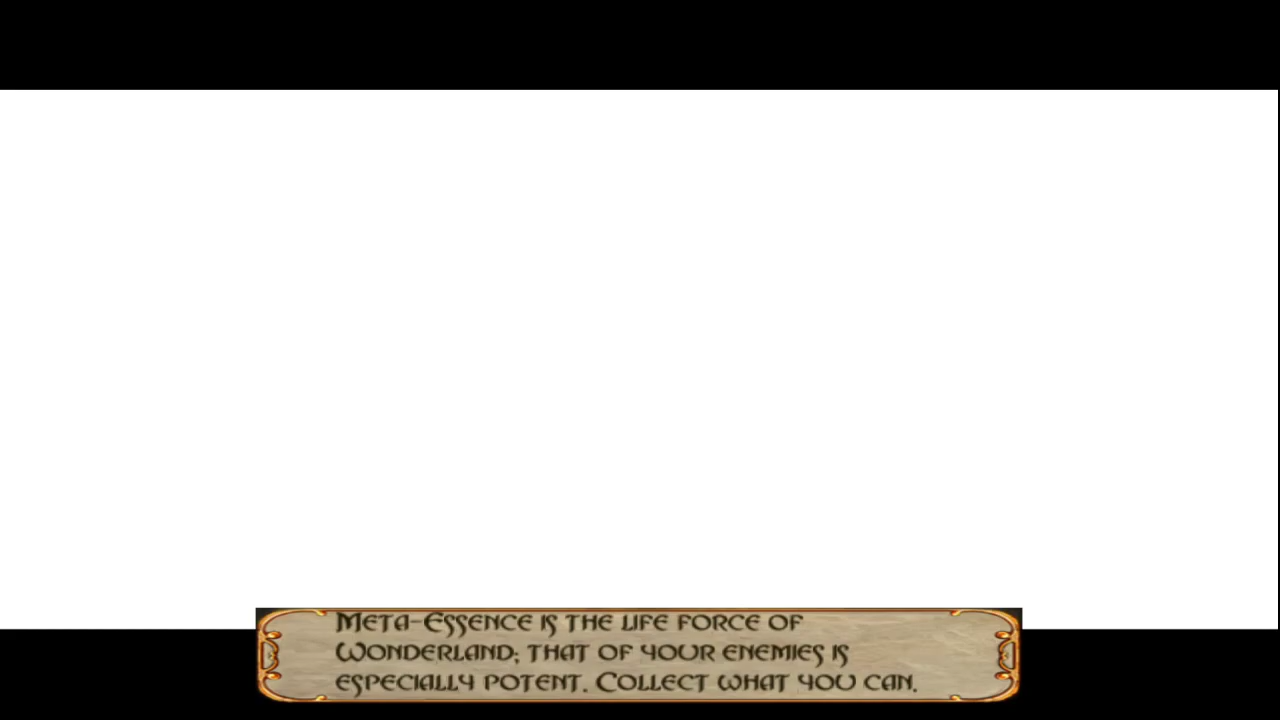 Meta-Essence is the life force of
Wonderland; that of your enemies is
especially potent. Collect what you can.